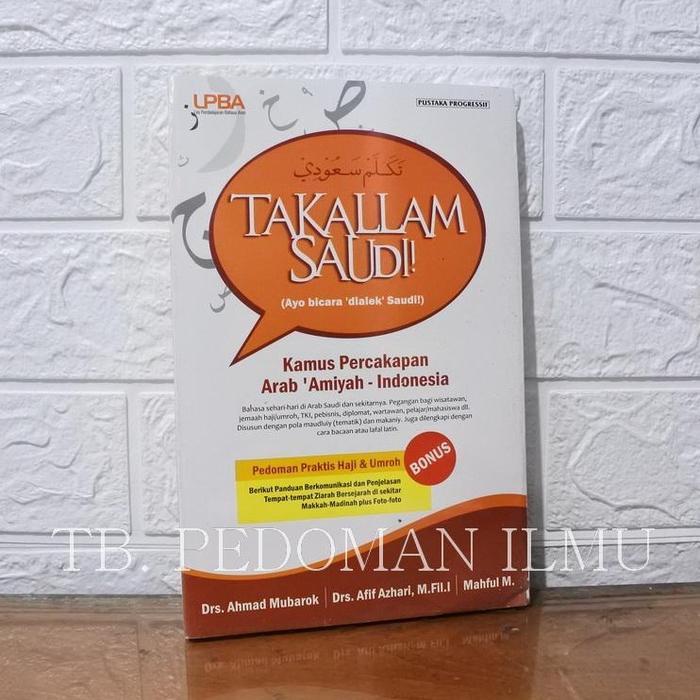 LPBA
PUSTAKA PROGRESSIF
تَكَلَّمْ سَعُوْدِيْ
TAKALLAM
SAUDI!
(Ayo bicara 'dialek' Saudi!)
Kamus Percakapan
Arab 'Amiyah - Indonesia
Bahasa sehari-hari di Arab Saudi dan sekitarnya. Pegangan bagi wisatawan,
jemaah haji/umroh, TKI, pebisnis, diplomat, wartawan, pelajar/mahasiswa dll.
Disusun dengan pola maudluiy (tematik) dan makaniy. Juga dilengkapi dengan
cara bacaan atau lafal latin.
Pedoman Praktis Haji & Umroh
BONUS
Berikut Panduan Berkomunikasi dan Penjelasan
Tempat-tempat Ziarah Bersejarah di sekitar
Makkah-Madinah plus Foto-foto
TB. PEDOMAN ILMU
Drs. Ahmad Mubarok | Drs. Afif Azhari, M.Fil.I | Mahful M.